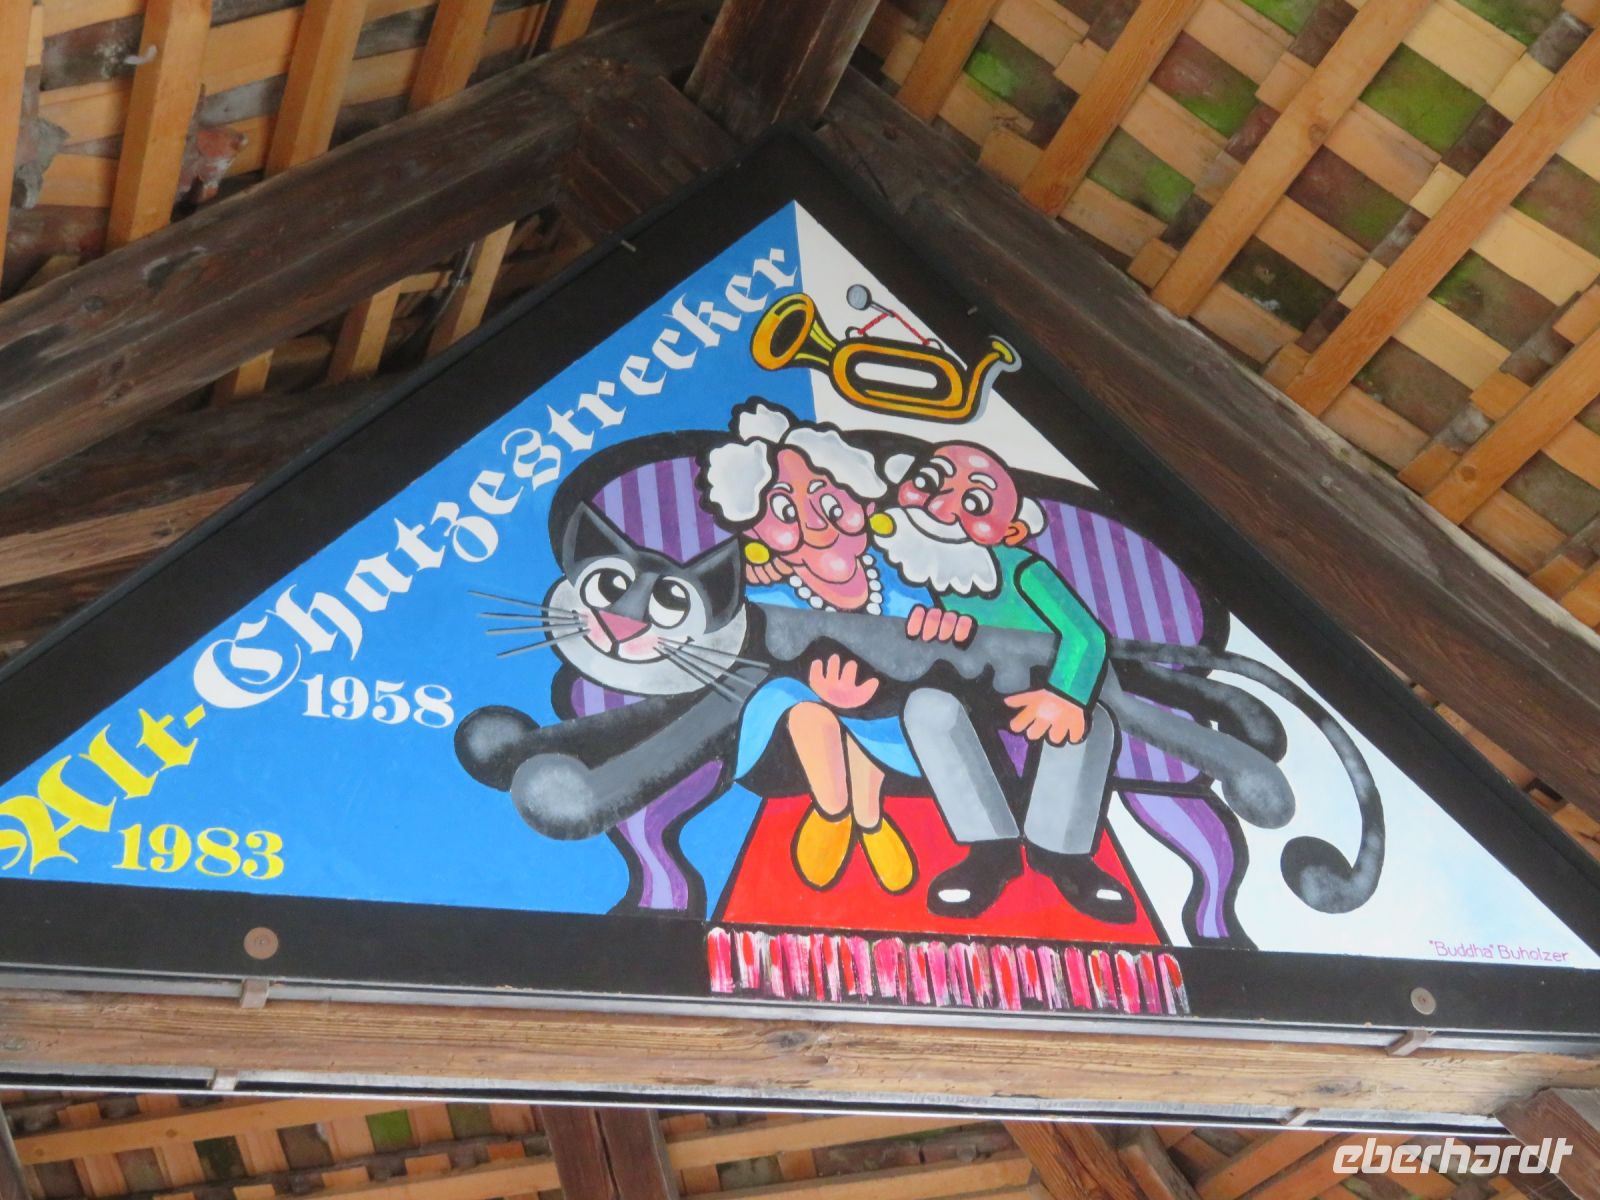 Alt-Chatzestrecker
1958
1983
"Buddha" Buholzer
eberhardt